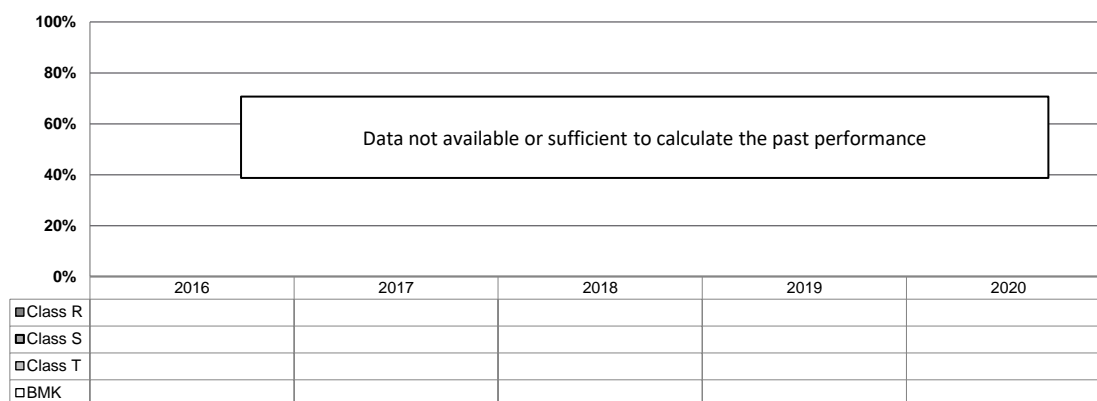 100%
80%
60%
Data not available or sufficient to calculate the past performance
40%
20%
0%
2016 2017 2018 2019 2020
Class R
Class S
Class T
BMK